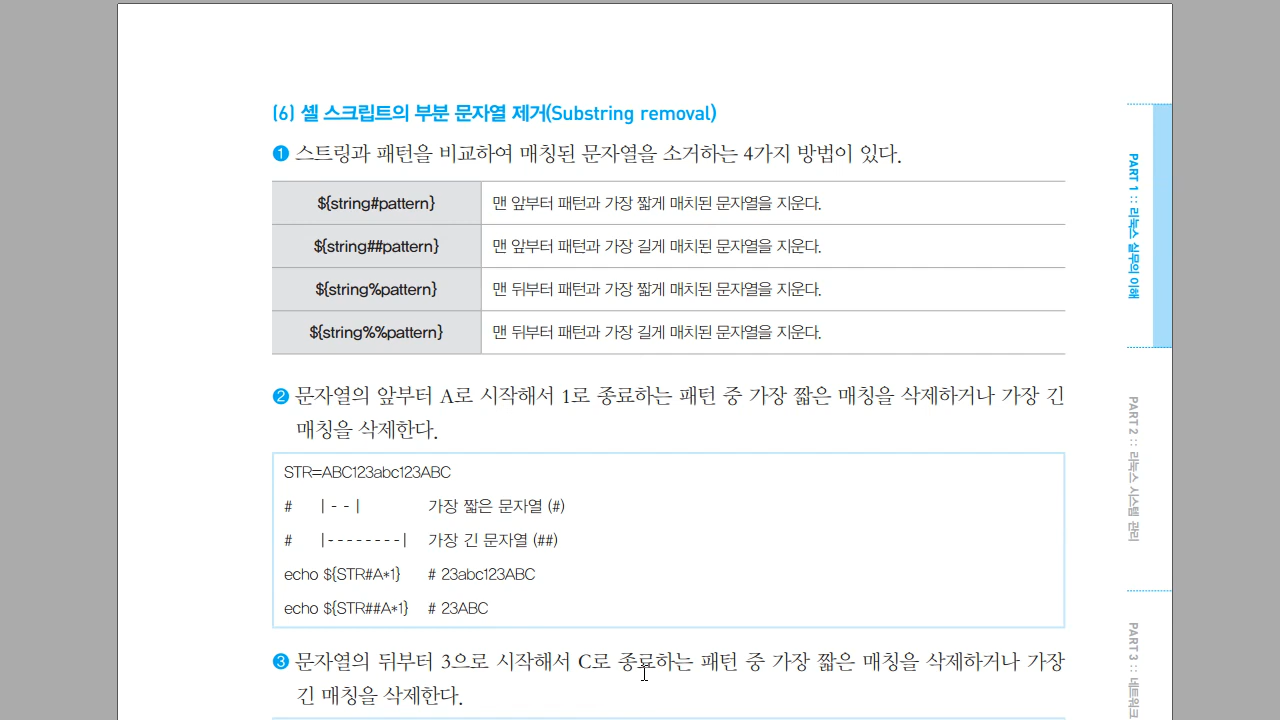 (6) 셸 스크립트의 부분 문자열 제거(Substring removal)
❶ 스트링과 패턴을 비교하여 매칭된 문자열을 소거하는 4가지 방법이 있다.
${string#pattern} 맨 앞부터 패턴과 가장 짧게 매치된 문자열을 지운다.
${string##pattern} 맨 앞부터 패턴과 가장 길게 매치된 문자열을 지운다.
${string%pattern} 맨 뒤부터 패턴과 가장 짧게 매치된 문자열을 지운다.
${string%%pattern} 맨 뒤부터 패턴과 가장 길게 매치된 문자열을 지운다.
❷ 문자열의 앞부터 A로 시작해서 1로 종료하는 패턴 중 가장 짧은 매칭을 삭제하거나 가장 긴
매칭을 삭제한다.
STR=ABC123abc123ABC
# |--| 가장 짧은 문자열 (#)
# |--------| 가장 긴 문자열 (##)
echo ${STR#A*1} # 23abc123ABC
echo ${STR##A*1} # 23ABC
❸ 문자열의 뒤부터 3으로 시작해서 C로 종료하는 패턴 중 가장 짧은 매칭을 삭제하거나 가장
긴 매칭을 삭제한다.
PART 1 :: 리눅스 실무의 이해
PART 2 :: 리눅스 시스템 관리
PART 3 :: 네트워크